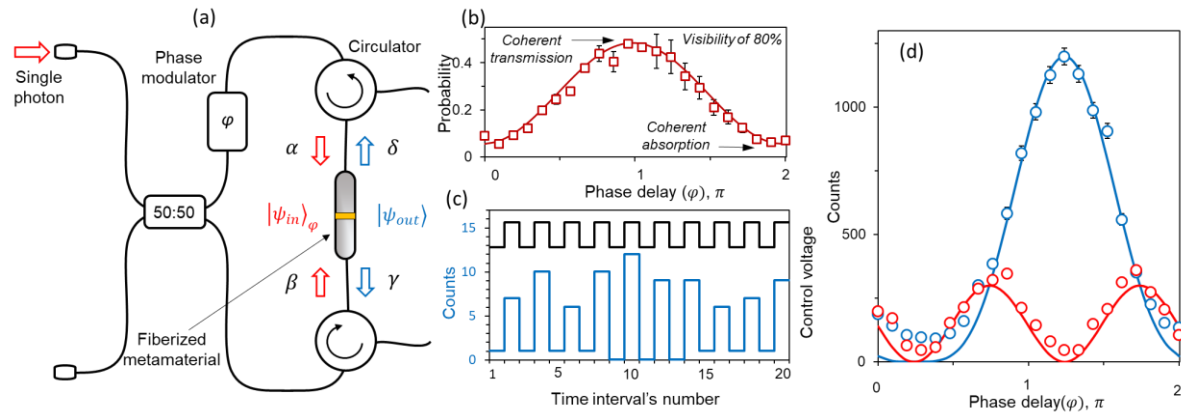 (a)
Single
photon
Phase
modulator
φ
Circulator
α
δ
50:50
|ψin⟩φ
|ψout⟩
β
γ
Fiberized
metamaterial
(b)
Coherent
transmission
Visibility of 80%
Coherent
absorption
Probability
0.4
0.2
0
0
1
2
Phase delay (φ), π
(c)
Counts
15
10
5
0
Control voltage
1
5
10
15
20
Time interval's number
(d)
Counts
1000
500
0
0
1
2
Phase delay(φ), π